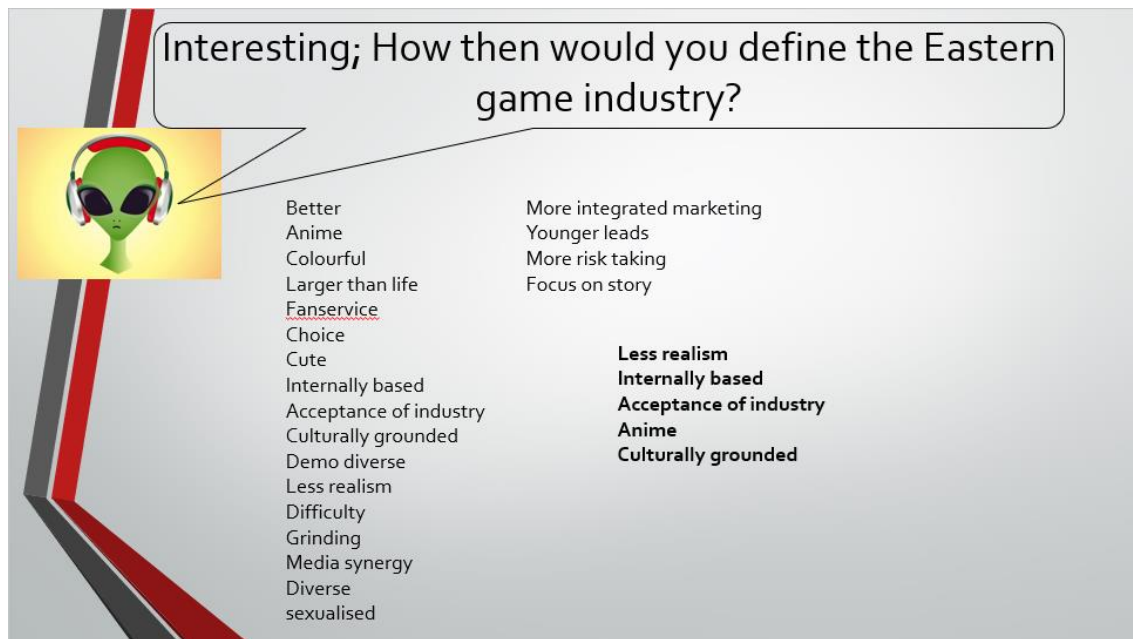 Interesting; How then would you define the Eastern
game industry?
Better
Anime
Colourful
Larger than life
Fanservice
Choice
Cute
Internally based
Acceptance of industry
Culturally grounded
Demo diverse
Less realism
Difficulty
Grinding
Media synergy
Diverse
sexualised
More integrated marketing
Younger leads
More risk taking
Focus on story
Less realism
Internally based
Acceptance of industry
Anime
Culturally grounded